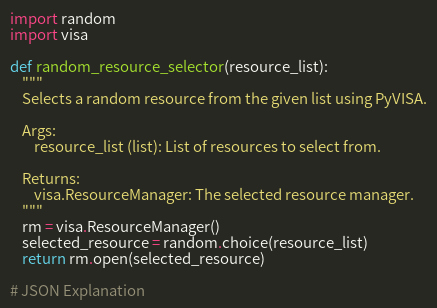 import random
import visa

def random_resource_selector(resource_list):
    """
    Selects a random resource from the given list using PyVISA.

    Args:
        resource_list (list): List of resources to select from.

    Returns:
        visa.ResourceManager: The selected resource manager.
    """
    rm = visa.ResourceManager()
    selected_resource = random.choice(resource_list)
    return rm.open(selected_resource)

# JSON Explanation